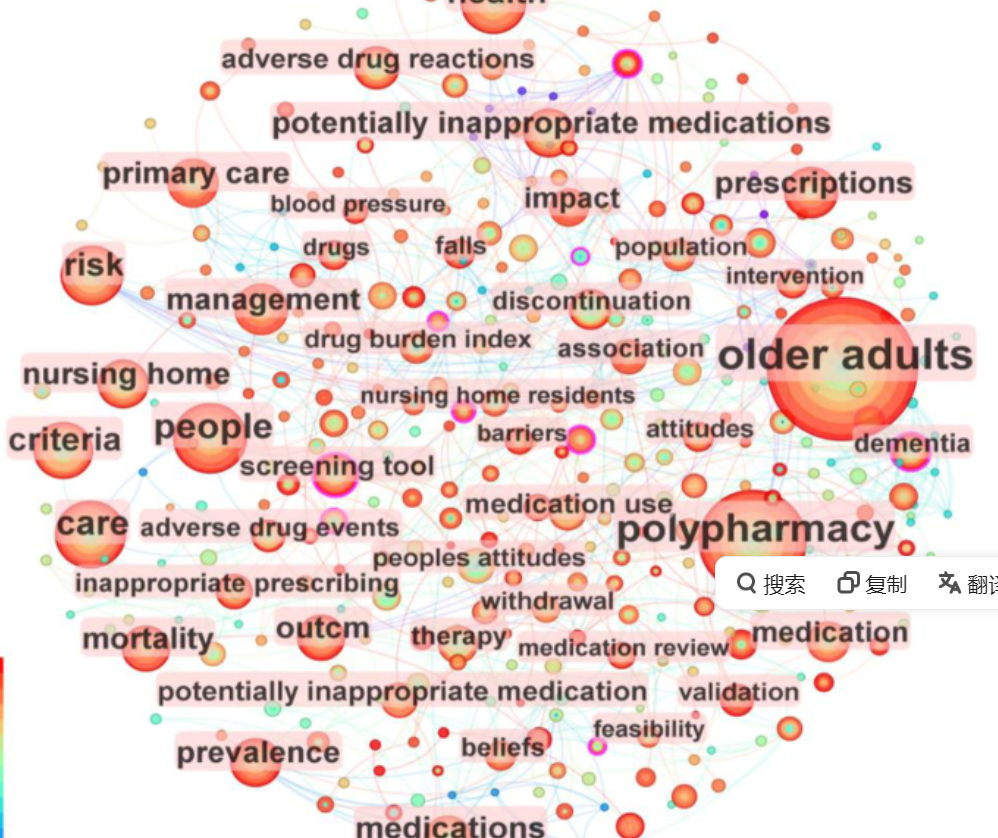 health
adverse drug reactions
potentially inappropriate medications
primary care
prescriptions
impact
blood pressure
drugs
falls
population
risk
intervention
management
discontinuation
drug burden index
association
older adults
nursing home
nursing home residents
people
barriers
attitudes
criteria
dementia
screening tool
medication use
care
adverse drug events
polypharmacy
peoples attitudes
搜索
复制
inappropriate prescribing
withdrawal
outcm
mortality
therapy
medication review
medication
potentially inappropriate medication
validation
feasibility
prevalence
beliefs
medications